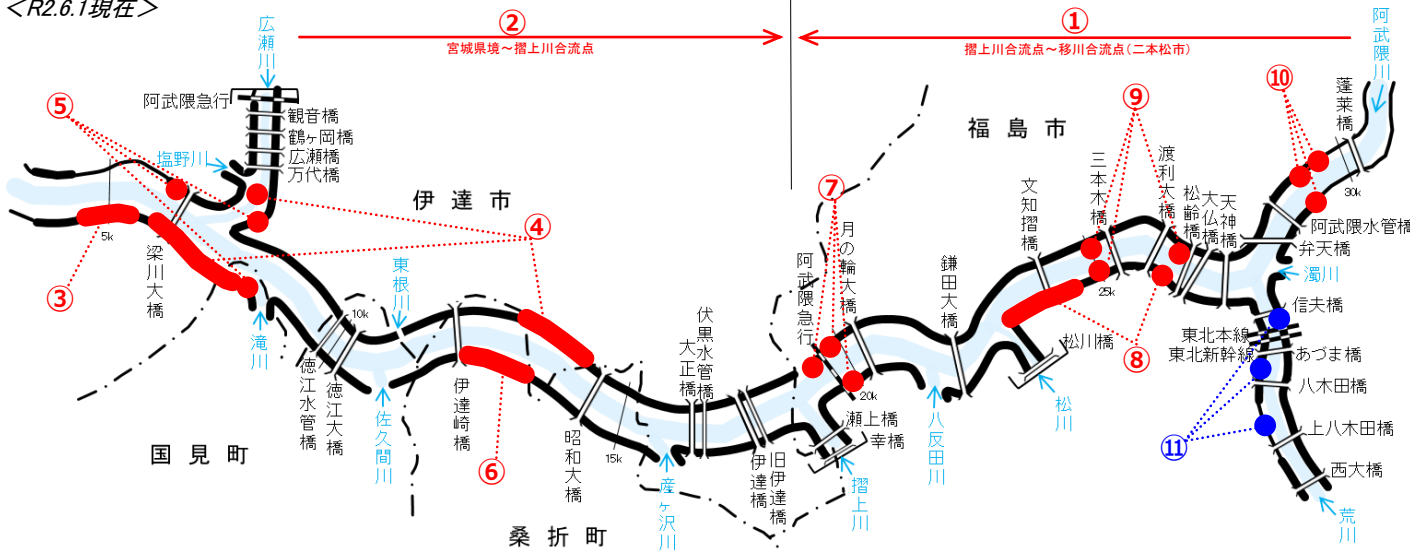 <R2.6.1現在>
②
宮城県境～摺上川合流点
①
摺上川合流点～移川合流点(二本松市)
広瀬川
阿武隈急行
観音橋
鶴ヶ岡橋
広瀬橋
万代橋
塩野川
⑤
伊達市
④
5k
梁川大橋
③
滝川
10k
東根川
徳江水管橋
徳江大橋
佐久間川
伊達崎橋
国見町
⑥
昭和大橋
15k
桑折町
大正橋
伏黒水管橋
産ヶ沢川
伊達橋
旧伊達橋
⑦
阿武隈急行
月の輪大橋
20k
瀬上橋
幸橋
摺上川
八反田川
鎌田大橋
福島市
文知摺橋
松川橋
松川
⑨
三本木橋
25k
渡利大橋
松齢橋
大仏橋
天神橋
⑧
⑩
蓬莱橋
阿武隈川
30k
阿武隈水管橋
弁天橋
濁川
信夫橋
東北本線
東北新幹線
あづま橋
八木田橋
上八木田橋
⑪
西大橋
荒川